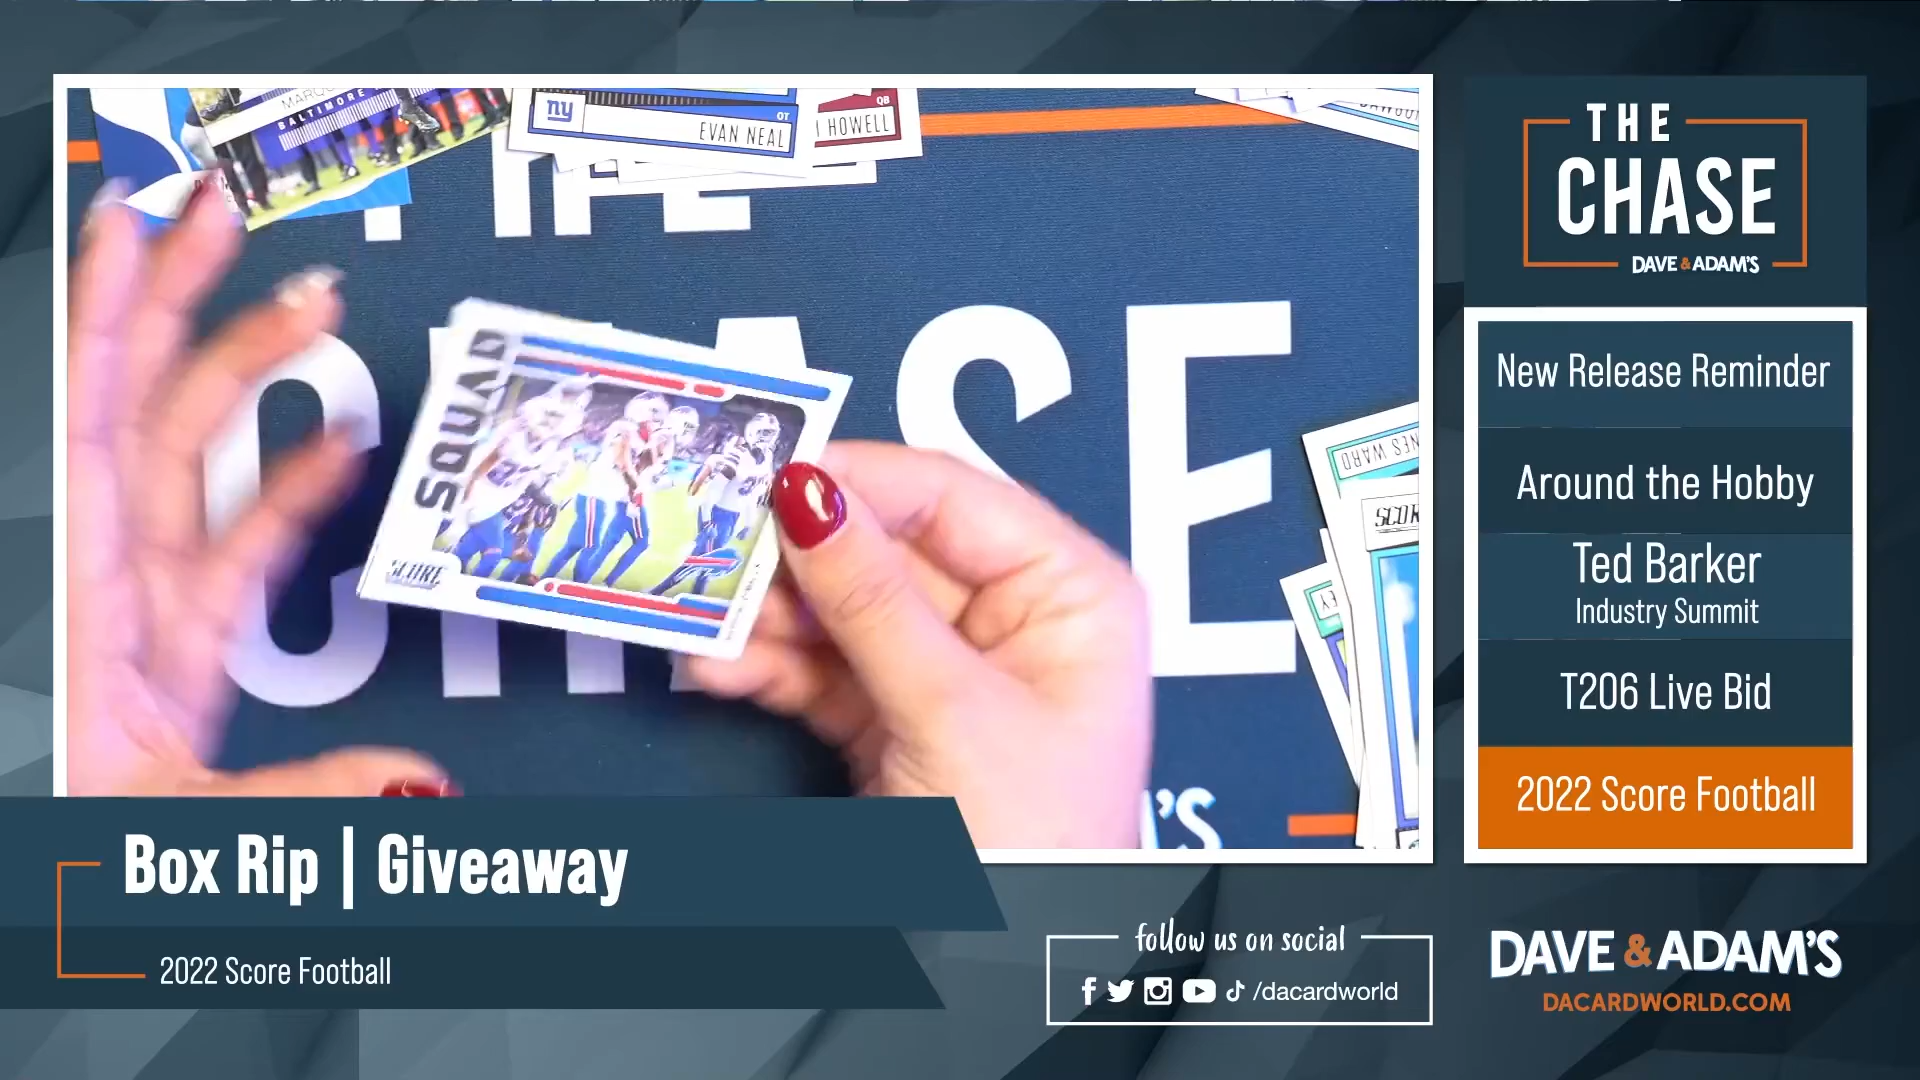 BALTIMORE
ny
OT
EVAN NEAL
QB
HOWELL
SQUAD
SCORE
WARD
THE
CHASE
DAVE & ADAM'S
New Release Reminder
Around the Hobby
Ted Barker
Industry Summit
T206 Live Bid
2022 Score Football
Box Rip | Giveaway
2022 Score Football
follow us on social
/dacardworld
DAVE & ADAM'S
DACARDWORLD.COM